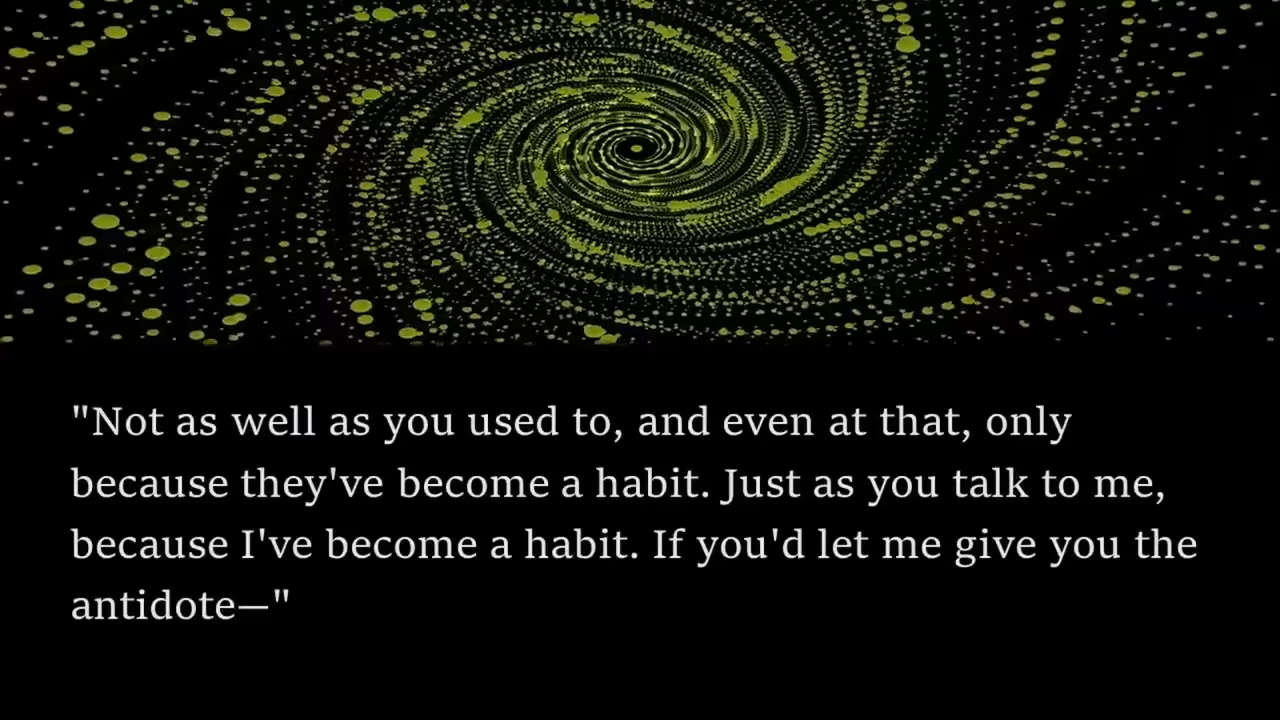 "Not as well as you used to, and even at that, only
because they've become a habit. Just as you talk to me,
because I've become a habit. If you'd let me give you the
antidote—"